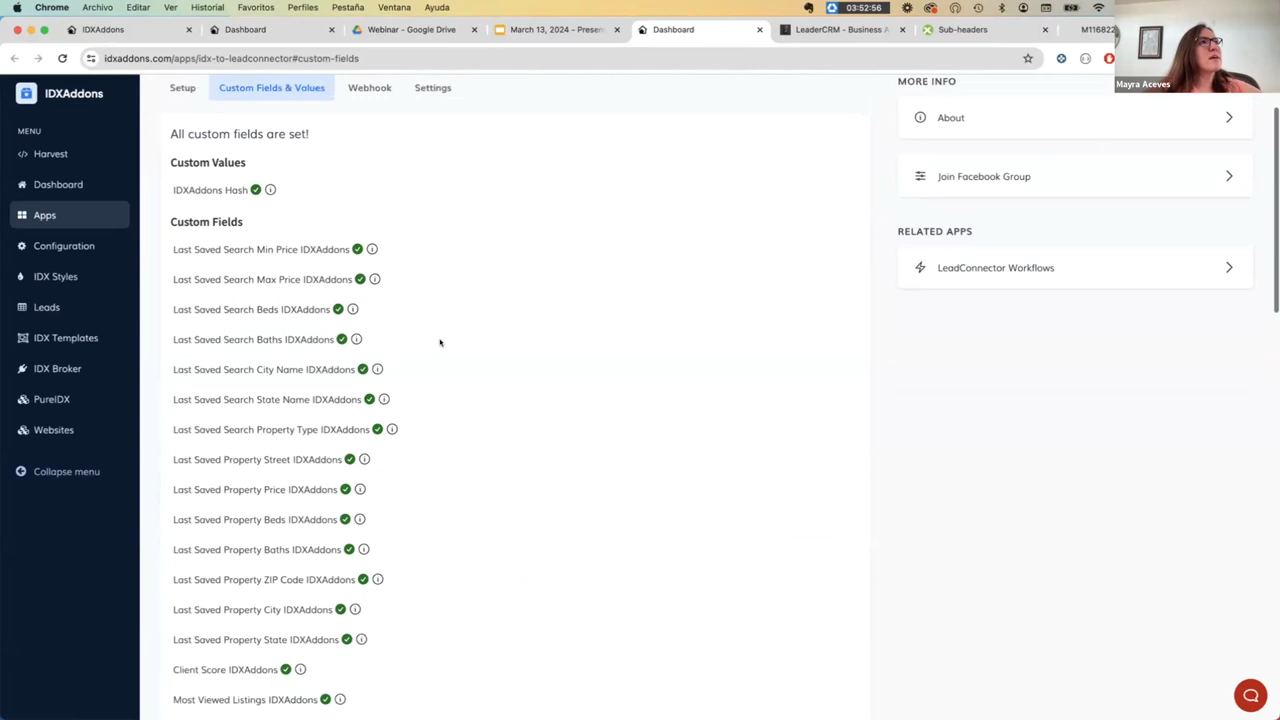 Chrome Archivo Editar Ver Historial Favoritos Perfiles Pestaña Ventana Ayuda
03:52:56
IDXAddons
Dashboard
Webinar - Google Drive
March 13, 2024 - Present
Dashboard
LeaderCRM - Business A
Sub-headers
M116822
idxaddons.com/apps/idx-to-leadconnector#custom-fields
Mayra Aceves
IDXAddons
MENU
Harvest
Dashboard
Apps
Configuration
IDX Styles
Leads
IDX Templates
IDX Broker
PureIDX
Websites
Collapse menu
Setup
Custom Fields & Values
Webhook
Settings
All custom fields are set!
Custom Values
IDXAddons Hash
Custom Fields
Last Saved Search Min Price IDXAddons
Last Saved Search Max Price IDXAddons
Last Saved Search Beds IDXAddons
Last Saved Search Baths IDXAddons
Last Saved Search City Name IDXAddons
Last Saved Search State Name IDXAddons
Last Saved Search Property Type IDXAddons
Last Saved Property Street IDXAddons
Last Saved Property Price IDXAddons
Last Saved Property Beds IDXAddons
Last Saved Property Baths IDXAddons
Last Saved Property ZIP Code IDXAddons
Last Saved Property City IDXAddons
Last Saved Property State IDXAddons
Client Score IDXAddons
Most Viewed Listings IDXAddons
MORE INFO
About
Join Facebook Group
RELATED APPS
LeadConnector Workflows